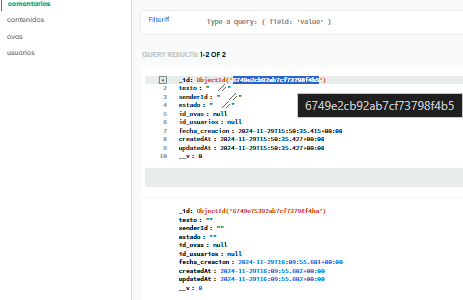 comentarios
contenidos
ovas
usuarios
Filter
Type a query: { field: 'value' }
QUERY RESULTS: 1-2 OF 2
1 _id: ObjectId("6749e2cb92ab7cf73798f4b5")
2 texto : " //"
3 senderId : " //"
4 estado : " //"
5 id_ovas : null
6 id_usuarios : null
7 fecha_creacion : 2024-11-29T15:50:35.415+00:00
8 createdAt : 2024-11-29T15:50:35.427+00:00
9 updatedAt : 2024-11-29T15:50:35.427+00:00
10 __v : 0
6749e2cb92ab7cf73798f4b5
_id: ObjectId("6749e75392ab7cf73798f4ba")
texto : ""
senderId : ""
estado : ""
id_ovas : null
id_usuarios : null
fecha_creacion : 2024-11-29T16:09:55.601+00:00
createdAt : 2024-11-29T16:09:55.602+00:00
updatedAt : 2024-11-29T16:09:55.602+00:00
__v : 0